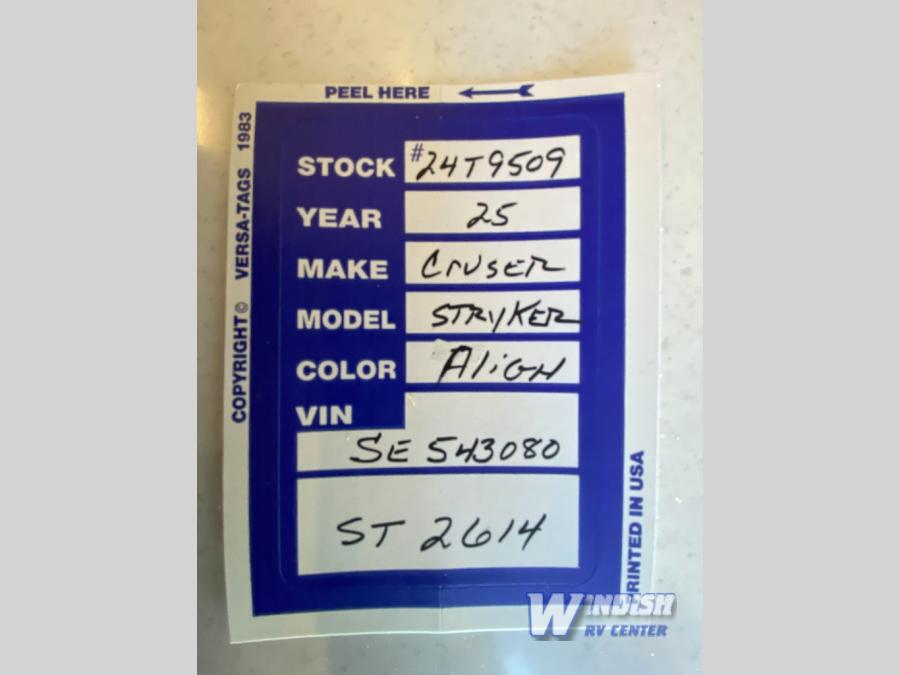 PEEL HERE
COPYRIGHT © VERSA-TAGS 1983
STOCK #24T9509
YEAR 25
MAKE CRUSER
MODEL STRYKER
COLOR ALIGN
VIN
SE 543080
ST 2614
PRINTED IN USA
WINDISH
RV CENTER